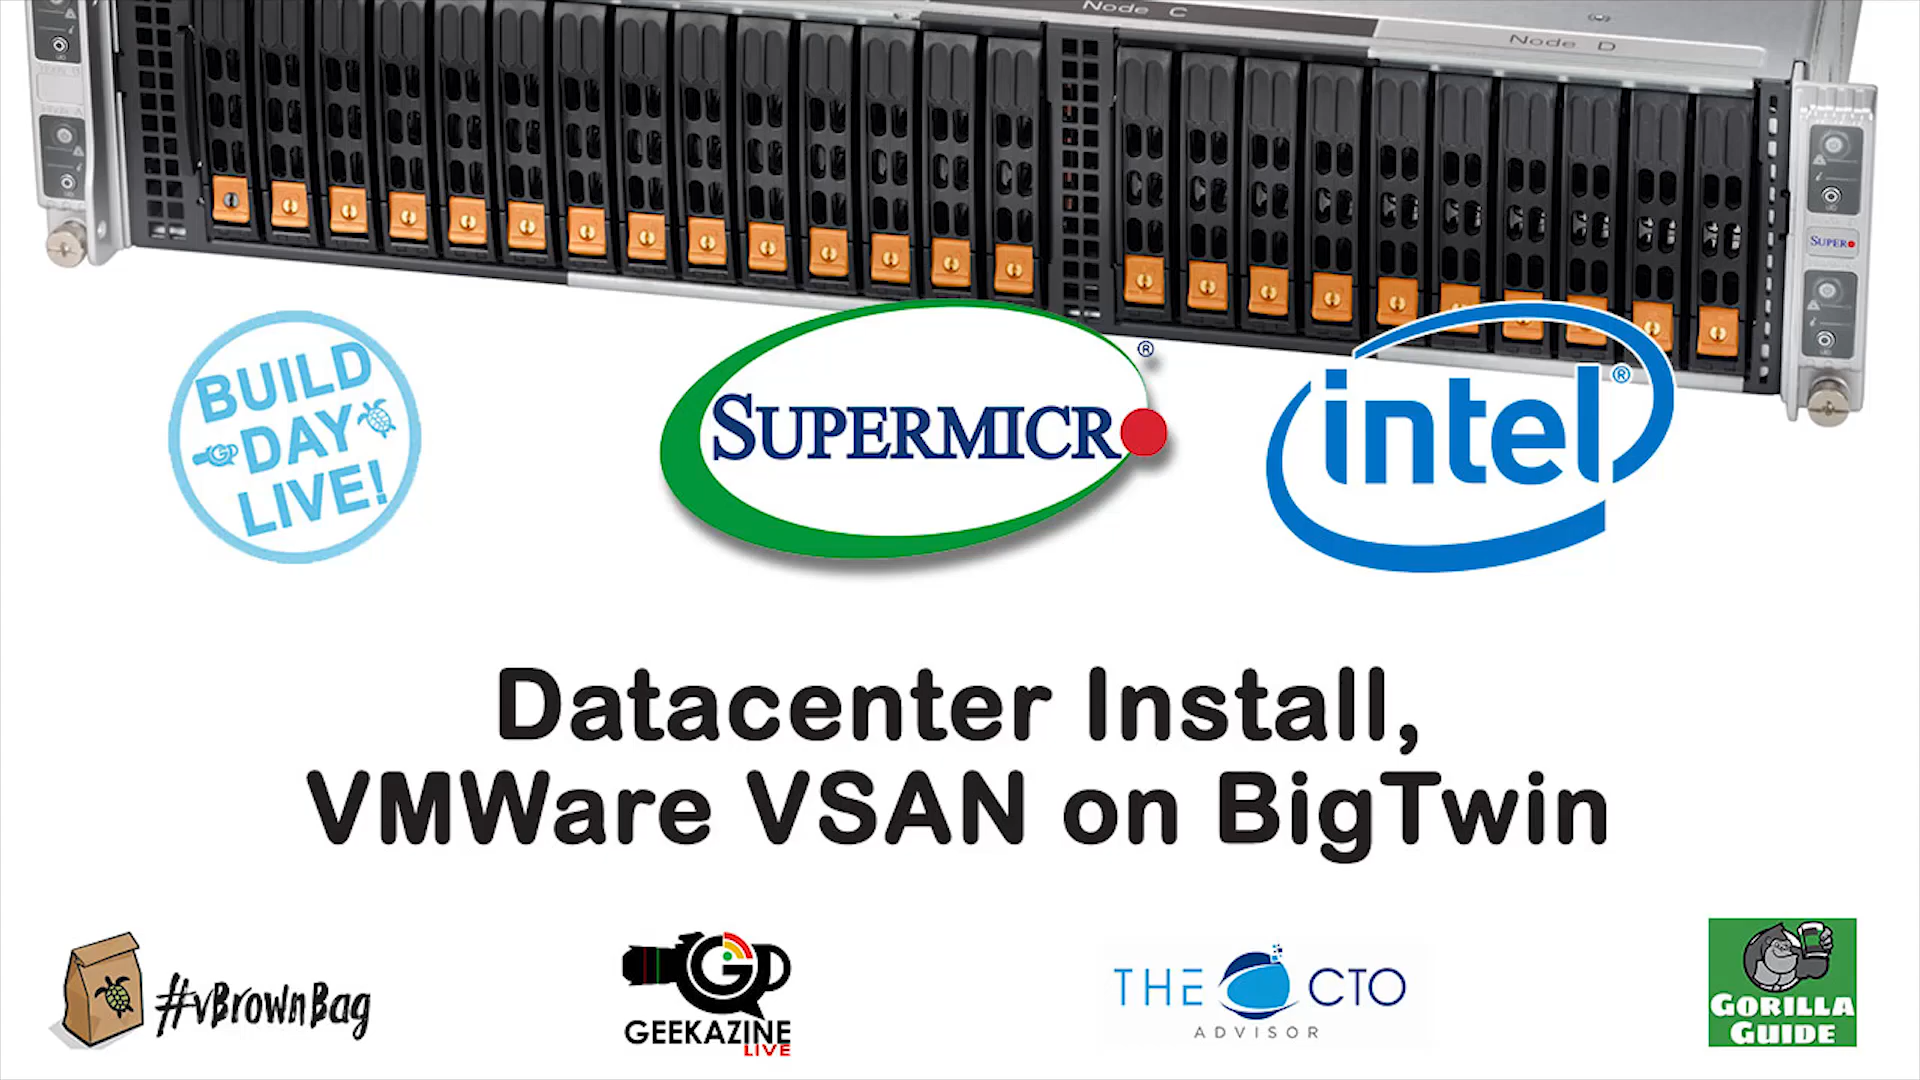 Node C
Node D
SUPER
BUILD
DAY
LIVE!
SUPERMICR
®
intel
®
Datacenter Install,
VMWare VSAN on BigTwin
#vBrownBag
GEEKAZINE
LIVE
THE CTO
ADVISOR
GORILLA
GUIDE